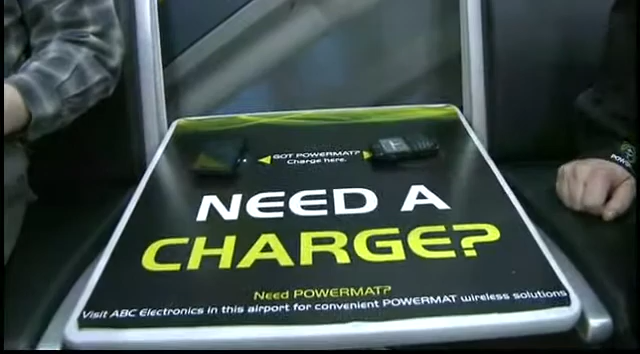 GOT POWERMAT?
Charge here.
NEED A
CHARGE?
Need POWERMAT?
Visit ABC Electronics in this airport for convenient POWERMAT wireless solutions